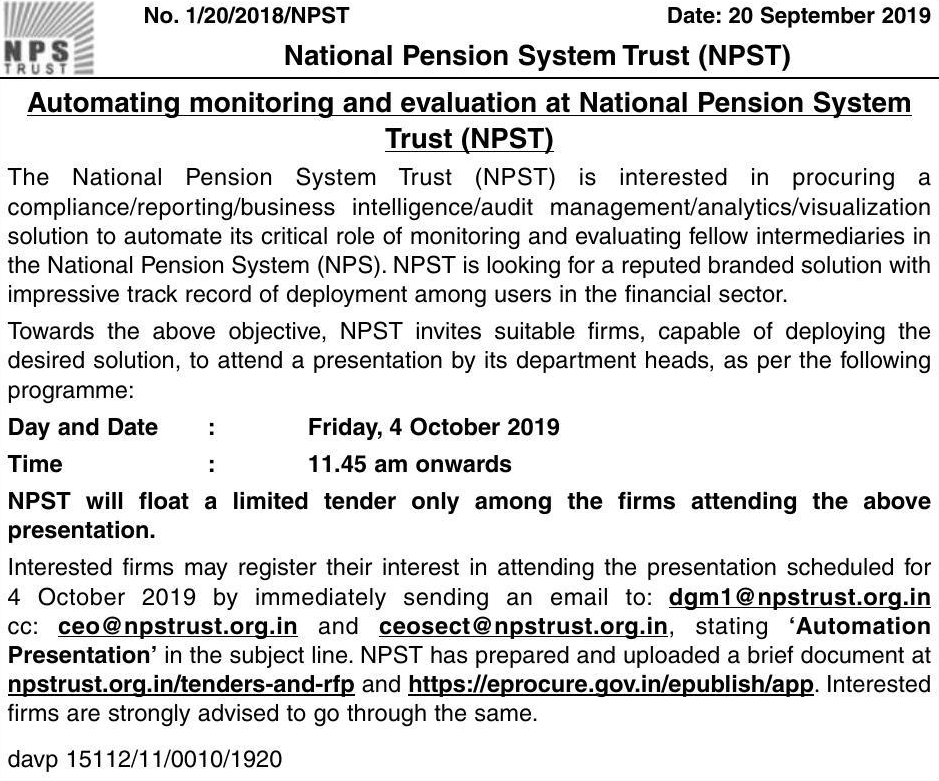 No. 1/20/2018/NPST Date: 20 September 2019
NPS
TRUST
National Pension System Trust (NPST)
Automating monitoring and evaluation at National Pension System
Trust (NPST)
The National Pension System Trust (NPST) is interested in procuring a
compliance/reporting/business intelligence/audit management/analytics/visualization
solution to automate its critical role of monitoring and evaluating fellow intermediaries in
the National Pension System (NPS). NPST is looking for a reputed branded solution with
impressive track record of deployment among users in the financial sector.
Towards the above objective, NPST invites suitable firms, capable of deploying the
desired solution, to attend a presentation by its department heads, as per the following
programme:
Day and Date : Friday, 4 October 2019
Time : 11.45 am onwards
NPST will float a limited tender only among the firms attending the above
presentation.
Interested firms may register their interest in attending the presentation scheduled for
4 October 2019 by immediately sending an email to: dgm1@npstrust.org.in
cc: ceo@npstrust.org.in and ceosect@npstrust.org.in, stating ‘Automation
Presentation’ in the subject line. NPST has prepared and uploaded a brief document at
npstrust.org.in/tenders-and-rfp and https://eprocure.gov.in/epublish/app. Interested
firms are strongly advised to go through the same.
davp 15112/11/0010/1920